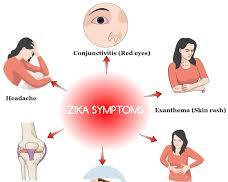 Conjunctivitis (Red eyes)
Headache
Exanthema (Skin rash)
ZIKA SYMPTOMS